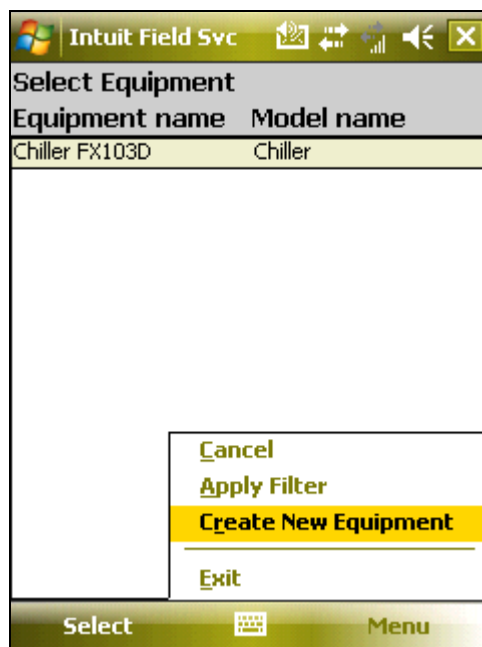 Intuit Field Svc
Select Equipment
Equipment name Model name
Chiller FX103D Chiller
Cancel
Apply Filter
Create New Equipment
Exit
Select Menu